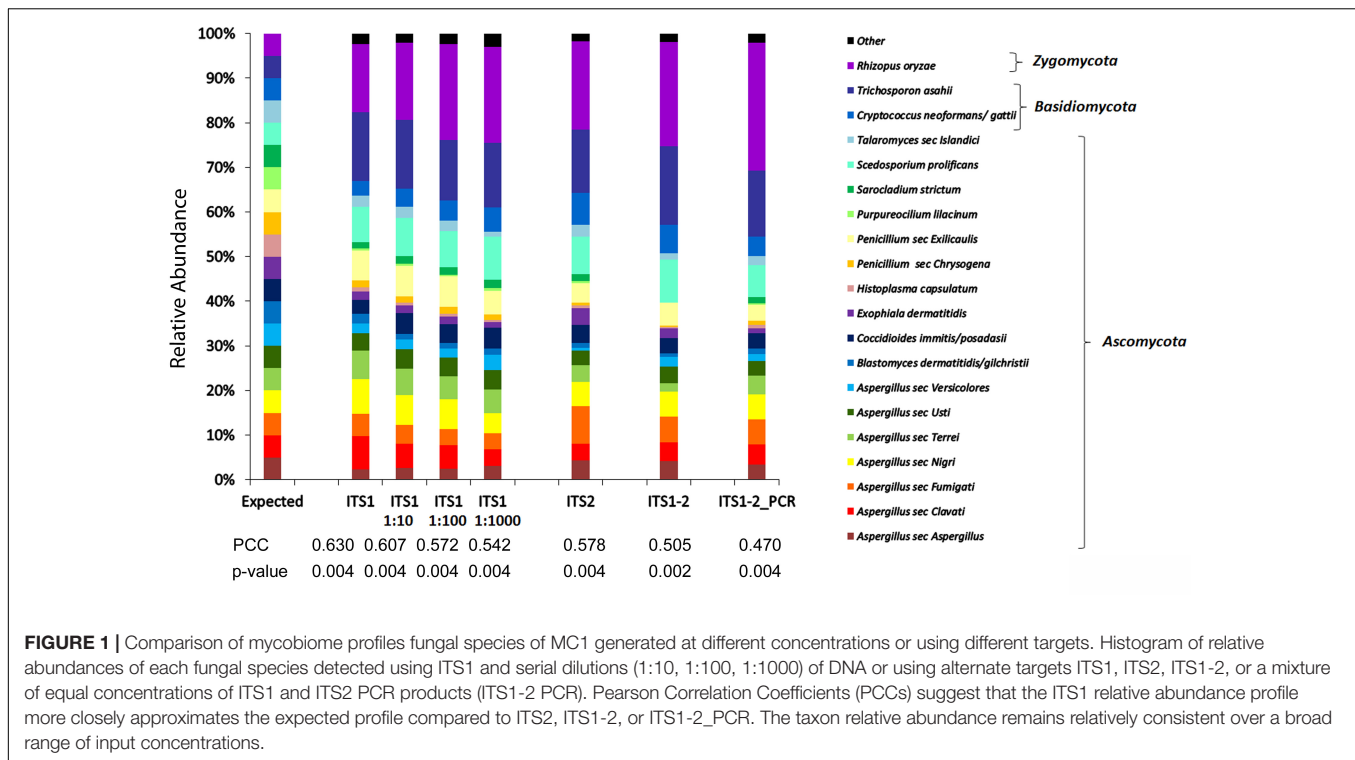 100%
90%
80%
70%
60%
50%
40%
30%
20%
10%
0%
Relative Abundance
Expected ITS1 ITS1 ITS1 ITS1 ITS2 ITS1-2 ITS1-2_PCR
1:10 1:100 1:1000
PCC 0.630 0.607 0.572 0.542 0.578 0.505 0.470
p-value 0.004 0.004 0.004 0.004 0.004 0.002 0.004
Other
Rhizopus oryzae
Trichosporon asahii
Cryptococcus neoformans/ gattii
Talaromyces sec Islandici
Scedosporium prolificans
Sarocladium strictum
Purpureocilium lilacinum
Penicillium sec Exilicaulis
Penicillium sec Chrysogena
Histoplasma capsulatum
Exophiala dermatitidis
Coccidioides immitis/posadasii
Blastomyces dermatitidis/gilchristii
Aspergillus sec Versicolores
Aspergillus sec Usti
Aspergillus sec Terrei
Aspergillus sec Nigri
Aspergillus sec Fumigati
Aspergillus sec Clavati
Aspergillus sec Aspergillus
Zygomycota
Basidiomycota
Ascomycota
FIGURE 1 | Comparison of mycobiome profiles fungal species of MC1 generated at different concentrations or using different targets. Histogram of relative
abundances of each fungal species detected using ITS1 and serial dilutions (1:10, 1:100, 1:1000) of DNA or using alternate targets ITS1, ITS2, ITS1-2, or a mixture
of equal concentrations of ITS1 and ITS2 PCR products (ITS1-2 PCR). Pearson Correlation Coefficients (PCCs) suggest that the ITS1 relative abundance profile
more closely approximates the expected profile compared to ITS2, ITS1-2, or ITS1-2_PCR. The taxon relative abundance remains relatively consistent over a broad
range of input concentrations.